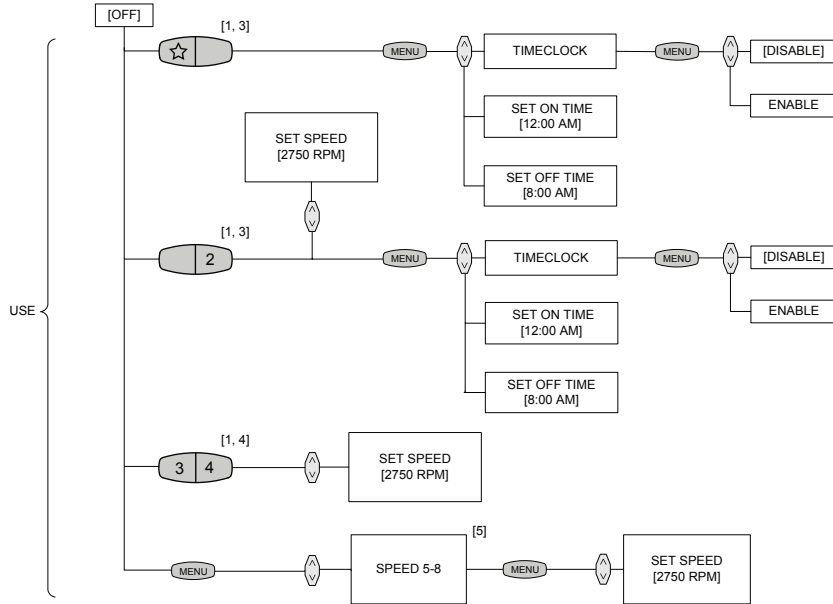 [OFF]
[1, 3]
MENU
TIMECLOCK
MENU
[DISABLE]
ENABLE
SET ON TIME
[12:00 AM]
SET OFF TIME
[8:00 AM]
SET SPEED
[2750 RPM]
[1, 3]
2
MENU
TIMECLOCK
MENU
[DISABLE]
ENABLE
SET ON TIME
[12:00 AM]
SET OFF TIME
[8:00 AM]
USE
[1, 4]
3 4
SET SPEED
[2750 RPM]
MENU
SPEED 5-8
[5]
MENU
SET SPEED
[2750 RPM]